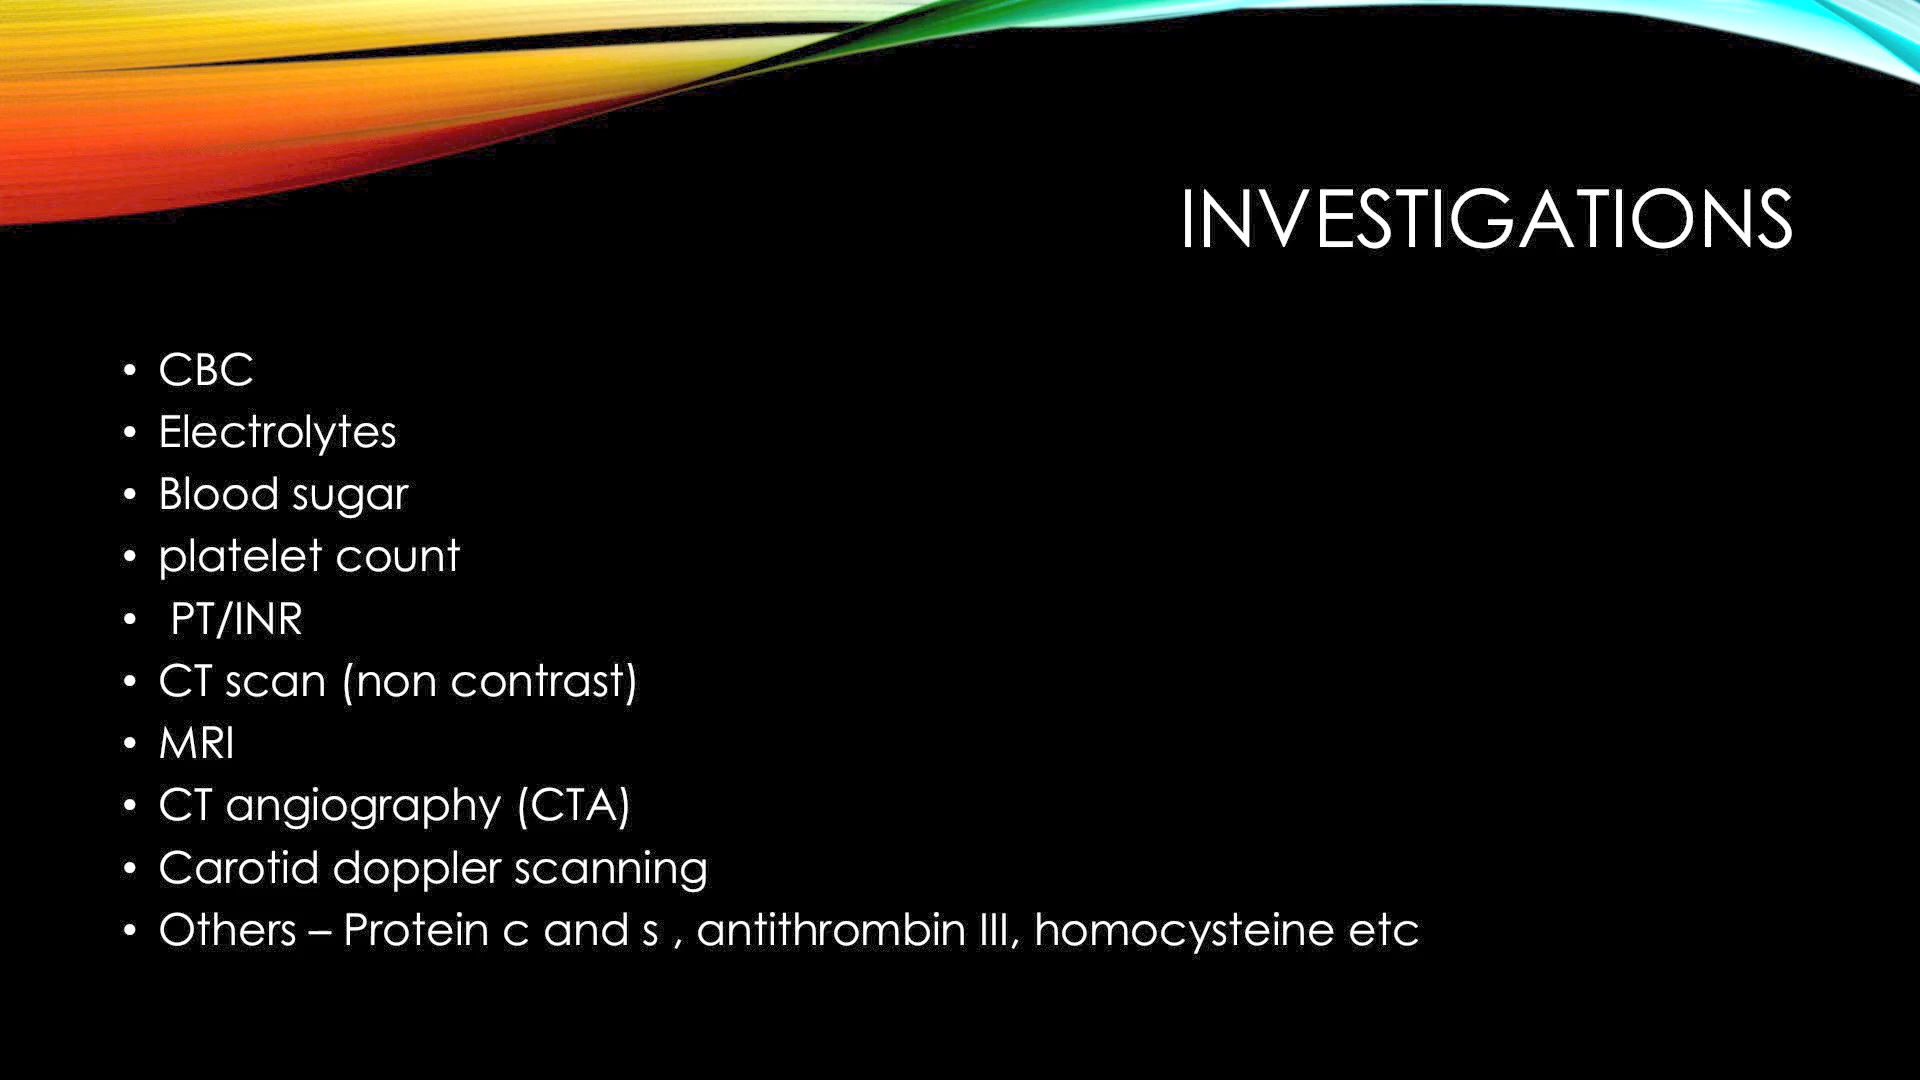 INVESTIGATIONS
• CBC
• Electrolytes
• Blood sugar
• platelet count
• PT/INR
• CT scan (non contrast)
• MRI
• CT angiography (CTA)
• Carotid doppler scanning
• Others – Protein c and s , antithrombin III, homocysteine etc